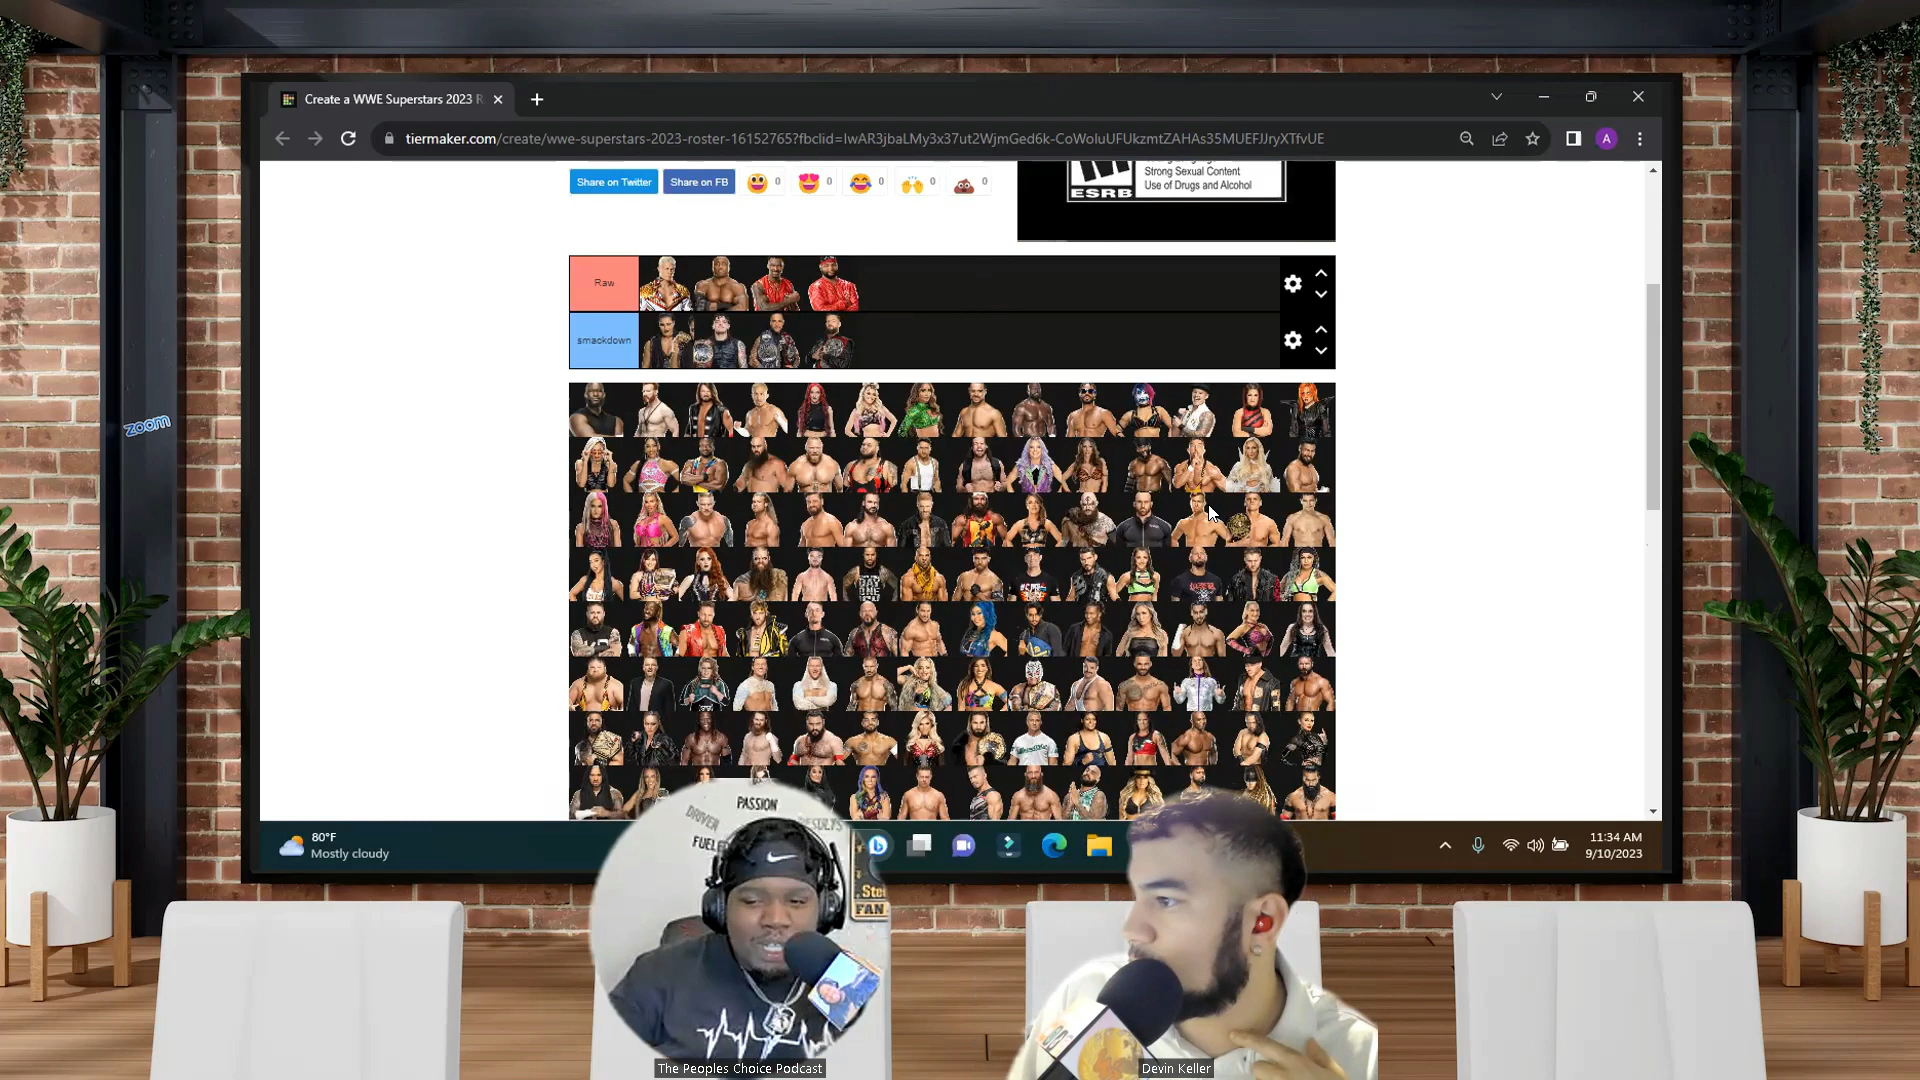 Create a WWE Superstars 2023 R
tiermaker.com/create/wwe-superstars-2023-roster-16152765?fbclid=IwAR3jbaLMy3x37ut2WjmGed6k-CoWoluUFUkzmtZAHAs35MUEFJJryXTfvUE
A
Share on Twitter
Share on FB
0
0
0
0
0
Strong Sexual Content
Use of Drugs and Alcohol
ESRB
Raw
smackdown
zoom
80°F
Mostly cloudy
11:34 AM
9/10/2023
PASSION
DRIVER
FUEL
FAN
The Peoples Choice Podcast
Devin Keller